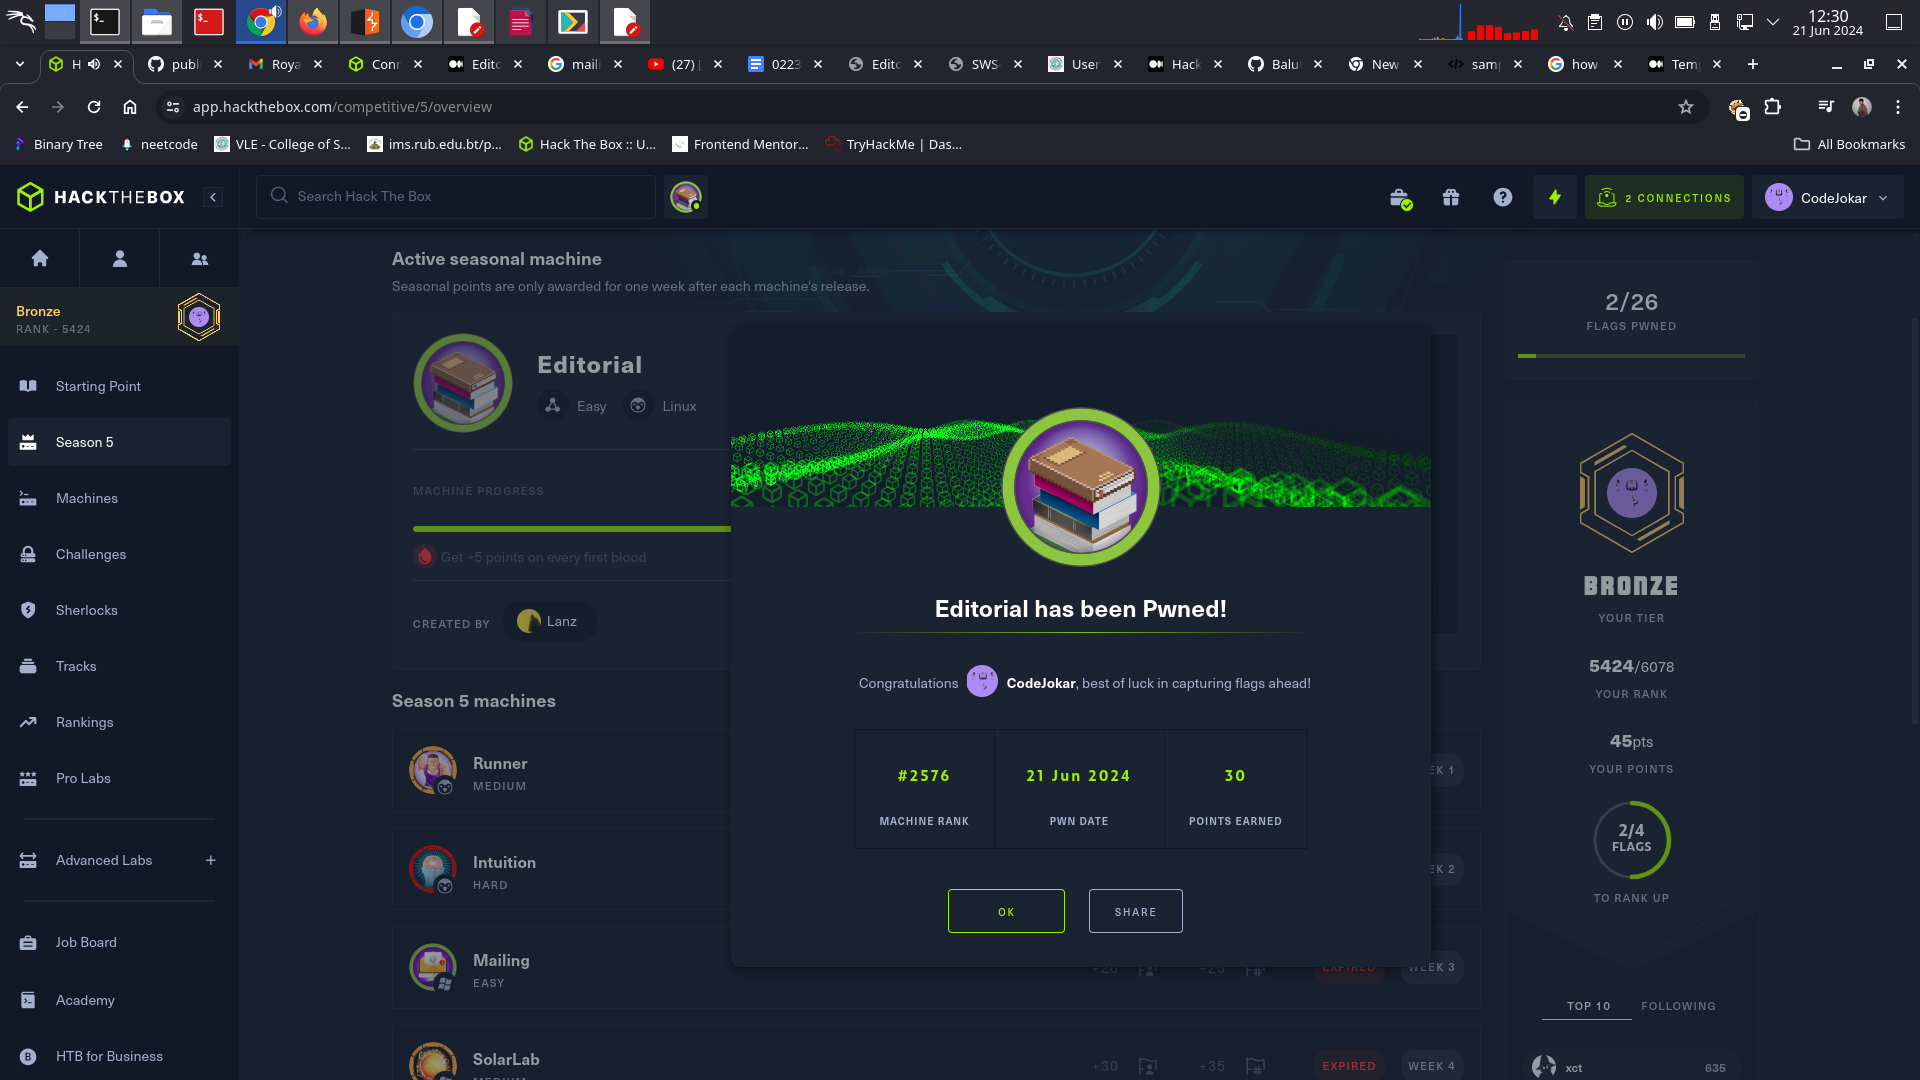 12:30
21 Jun 2024
H
publ
Roya
Conn
Edito
maili
(27) |
0223
Edito
SWS-
User
Hack
Balu
New
samp
how
Temp
app.hackthebox.com/competitive/5/overview
Binary Tree
neetcode
VLE - College of S...
ims.rub.edu.bt/p...
Hack The Box :: U...
Frontend Mentor...
TryHackMe | Das...
All Bookmarks
HACKTHEBOX
Search Hack The Box
2 CONNECTIONS
CodeJokar
Bronze
RANK - 5424
Starting Point
Season 5
Machines
Challenges
Sherlocks
Tracks
Rankings
Pro Labs
Advanced Labs
Job Board
Academy
HTB for Business
Active seasonal machine
Seasonal points are only awarded for one week after each machine's release.
Editorial
Easy
Linux
MACHINE PROGRESS
Get +5 points on every first blood
CREATED BY
Lanz
Season 5 machines
Runner
MEDIUM
EK 1
Intuition
HARD
EK 2
Mailing
EASY
+20
+25
EXPIRED
WEEK 3
SolarLab
MEDIUM
+30
+35
EXPIRED
WEEK 4
Editorial has been Pwned!
Congratulations CodeJokar, best of luck in capturing flags ahead!
#2576
MACHINE RANK
21 Jun 2024
PWN DATE
30
POINTS EARNED
OK
SHARE
2/26
FLAGS PWNED
BRONZE
YOUR TIER
5424/6078
YOUR RANK
45pts
YOUR POINTS
2/4
FLAGS
TO RANK UP
TOP 10
FOLLOWING
xct
635